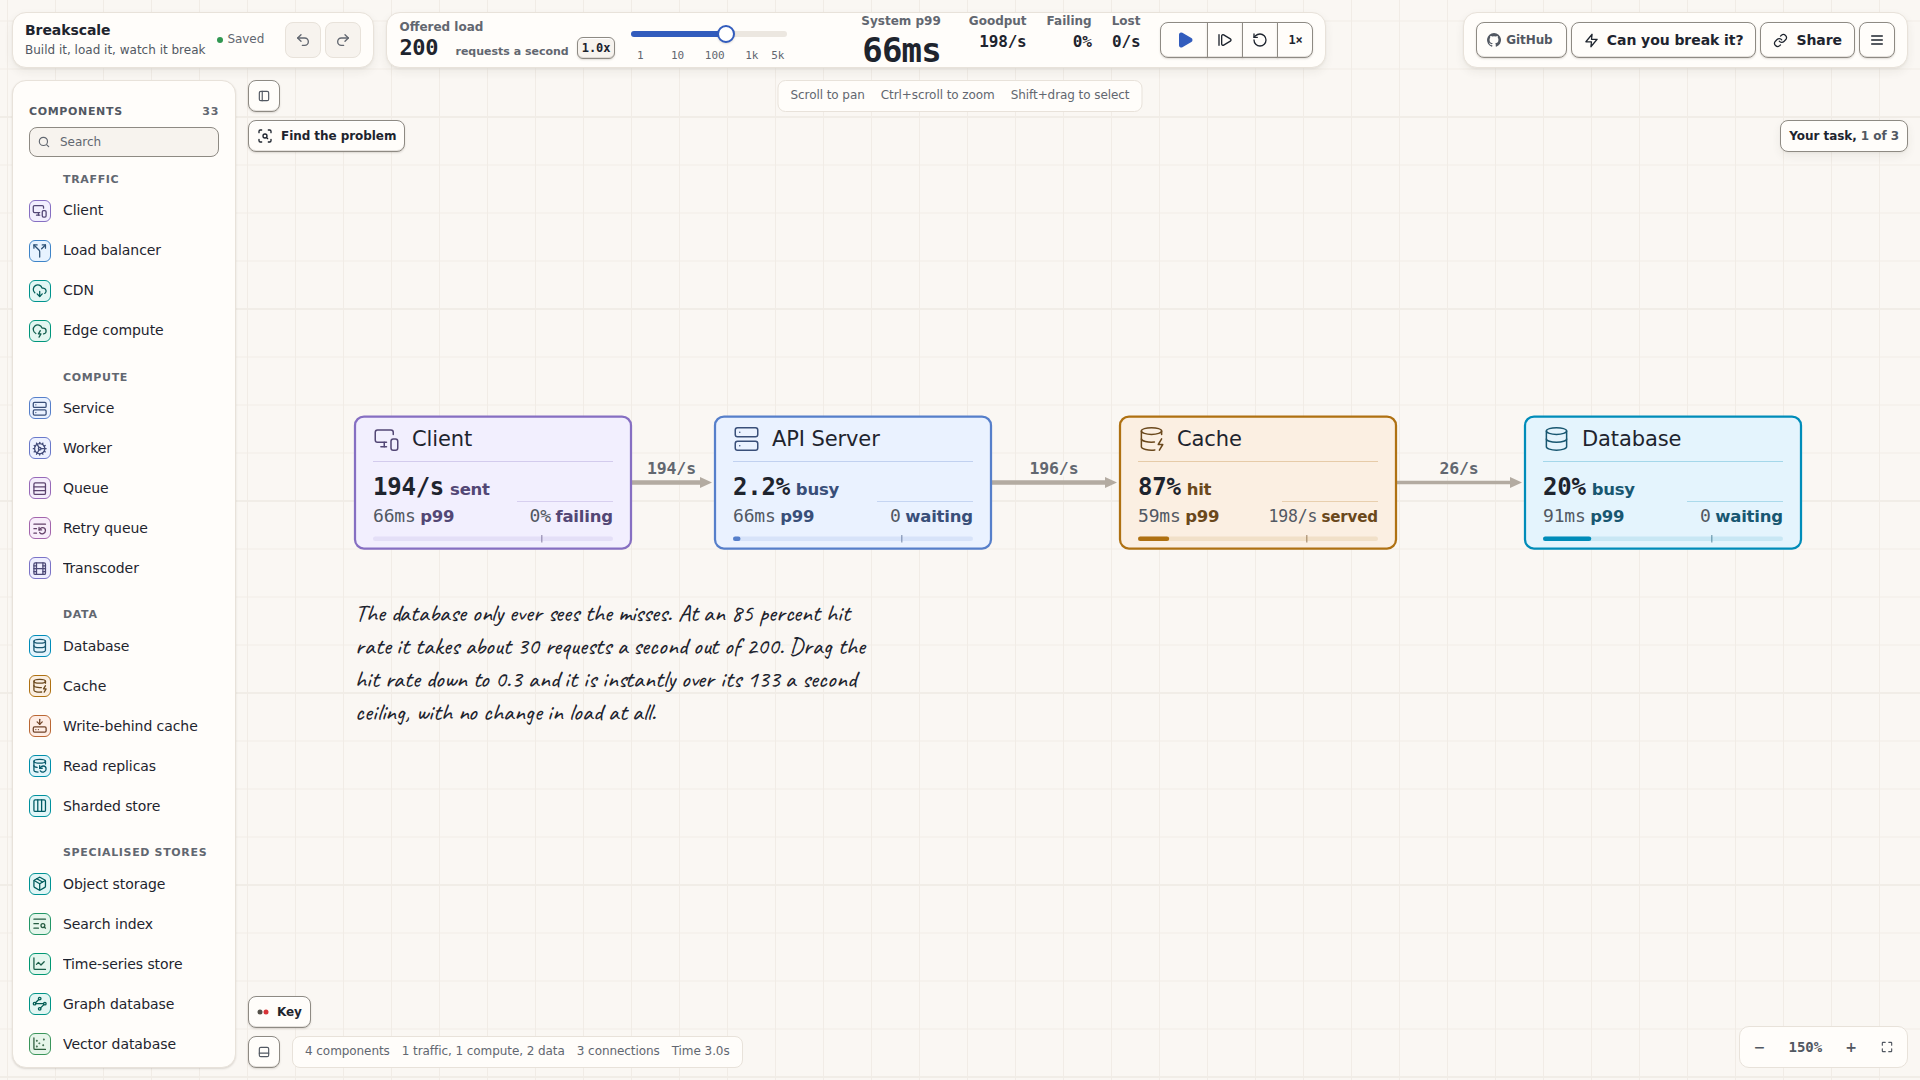 Breakscale
Build it, load it, watch it break
Saved
Offered load
200 requests a second 1.0x
1 10 100 1k 5k
System p99
66ms
Goodput
198/s
Failing
0%
Lost
0/s
1×
GitHub
Can you break it?
Share
Scroll to pan Ctrl+scroll to zoom Shift+drag to select
Find the problem
Your task, 1 of 3
COMPONENTS 33
Search
TRAFFIC
Client
Load balancer
CDN
Edge compute
COMPUTE
Service
Worker
Queue
Retry queue
Transcoder
DATA
Database
Cache
Write-behind cache
Read replicas
Sharded store
SPECIALISED STORES
Object storage
Search index
Time-series store
Graph database
Vector database
Client
194/s sent
66ms p99 0% failing
194/s
API Server
2.2% busy
66ms p99 0 waiting
196/s
Cache
87% hit
59ms p99 198/s served
26/s
Database
20% busy
91ms p99 0 waiting
The database only ever sees the misses. At an 85 percent hit
rate it takes about 30 requests a second out of 200. Drag the
hit rate down to 0.3 and it is instantly over its 133 a second
ceiling, with no change in load at all.
Key
4 components 1 traffic, 1 compute, 2 data 3 connections Time 3.0s
− 150% +